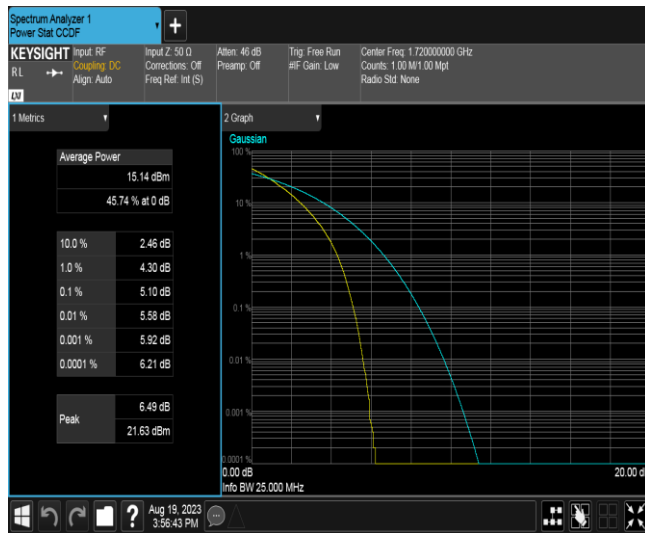 Spectrum Analyzer 1
Power Stat CCDF
+
KEYSIGHT
RL
LXI
Input: RF
Coupling: DC
Align: Auto
Input Z: 50 Ω
Corrections: Off
Freq Ref: Int (S)
Atten: 46 dB
Preamp: Off
Trig: Free Run
#IF Gain: Low
Center Freq: 1.720000000 GHz
Counts: 1.00 M/1.00 Mpt
Radio Std: None
1 Metrics
Average Power
15.14 dBm
45.74 % at 0 dB
10.0 % 2.46 dB
1.0 % 4.30 dB
0.1 % 5.10 dB
0.01 % 5.58 dB
0.001 % 5.92 dB
0.0001 % 6.21 dB
Peak
6.49 dB
21.63 dBm
2 Graph
Gaussian
100 %
10 %
1 %
0.1 %
0.01 %
0.001 %
0.0001 %
0.00 dB
20.00 d
Info BW 25.000 MHz
?
Aug 19, 2023
3:56:43 PM